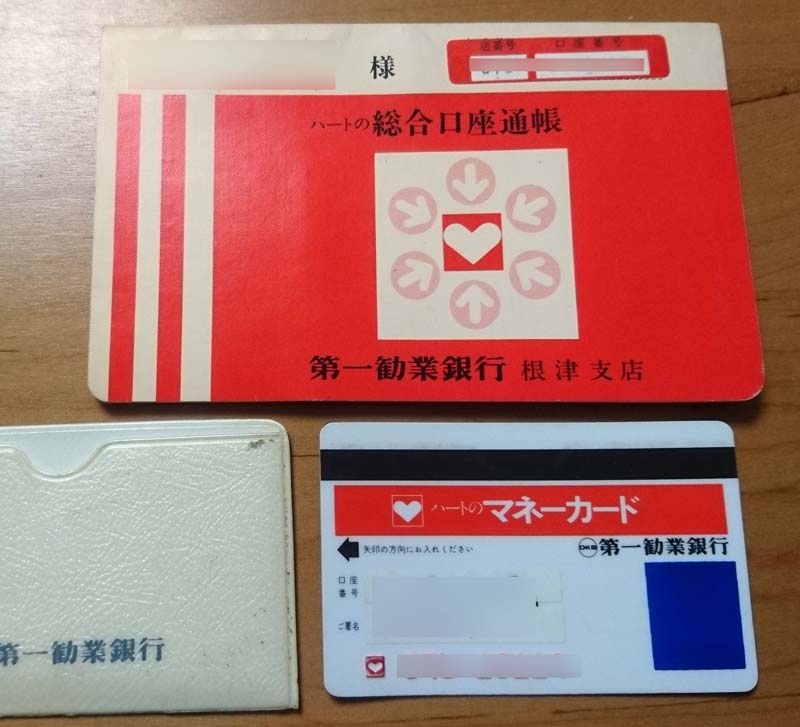 様
店番号 口座番号
ハートの総合口座通帳
第一勧業銀行 根津支店
第一勧業銀行
ハートのマネーカード
矢印の方向にお入れください
DKB 第一勧業銀行
口座
番号
ご署名